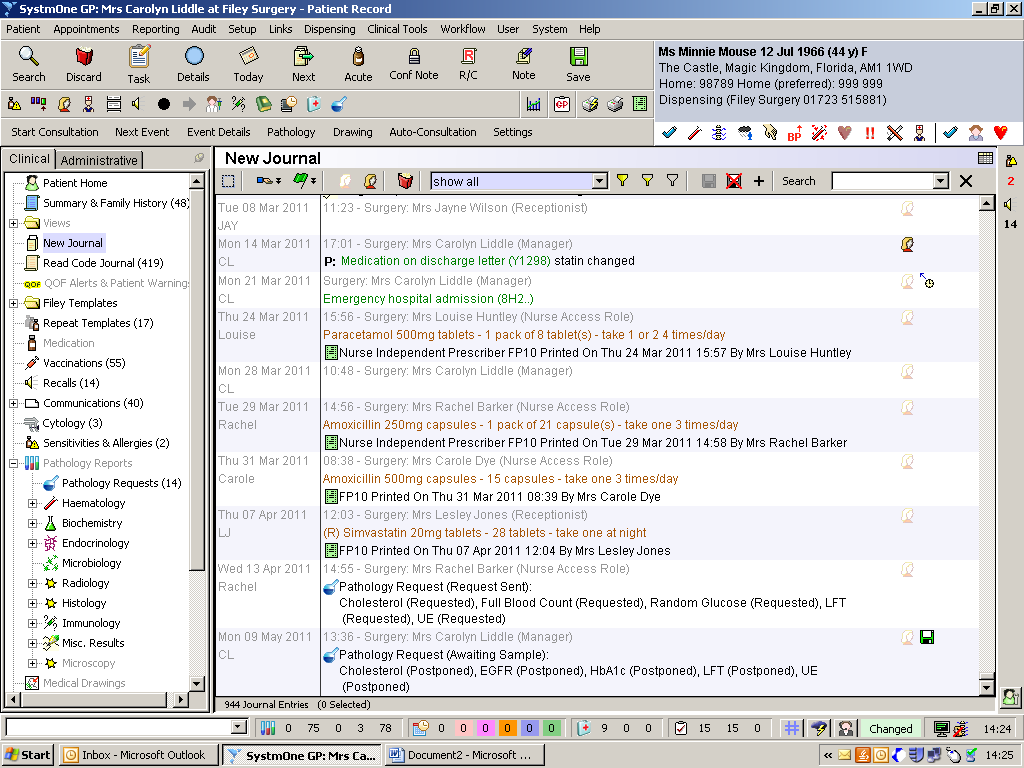 SystmOne GP: Mrs Carolyn Liddle at Filey Surgery - Patient Record
Patient Appointments Reporting Audit Setup Links Dispensing Clinical Tools Workflow User System Help
Search Discard Task Details Today Next Acute Conf Note R/C Note Save
Ms Minnie Mouse 12 Jul 1966 (44 y) F
The Castle, Magic Kingdom, Florida, AM1 1WD
Home: 98789 Home (preferred): 999 999
Dispensing (Filey Surgery 01723 515881)
GP
Start Consultation Next Event Event Details Pathology Drawing Auto-Consultation Settings
BP !!
Clinical Administrative
New Journal
show all
Search
Patient Home
Summary & Family History (48)
Views
New Journal
Read Code Journal (419)
QOF QOF Alerts & Patient Warning
Filey Templates
Repeat Templates (17)
Medication
Vaccinations (55)
Recalls (14)
Communications (40)
Cytology (3)
Sensitivities & Allergies (2)
Pathology Reports
Pathology Requests (14)
Haematology
Biochemistry
Endocrinology
Microbiology
Radiology
Histology
Immunology
Misc. Results
Microscopy
Medical Drawings
Tue 08 Mar 2011 11:23 - Surgery: Mrs Jayne Wilson (Receptionist)
JAY
Mon 14 Mar 2011 17:01 - Surgery: Mrs Carolyn Liddle (Manager)
CL P: Medication on discharge letter (Y1298) statin changed
Mon 21 Mar 2011 Surgery: Mrs Carolyn Liddle (Manager)
CL Emergency hospital admission (8H2..)
Thu 24 Mar 2011 15:56 - Surgery: Mrs Louise Huntley (Nurse Access Role)
Louise Paracetamol 500mg tablets - 1 pack of 8 tablet(s) - take 1 or 2 4 times/day
Nurse Independent Prescriber FP10 Printed On Thu 24 Mar 2011 15:57 By Mrs Louise Huntley
Mon 28 Mar 2011 10:48 - Surgery: Mrs Carolyn Liddle (Manager)
CL
Tue 29 Mar 2011 14:56 - Surgery: Mrs Rachel Barker (Nurse Access Role)
Rachel Amoxicillin 250mg capsules - 1 pack of 21 capsule(s) - take one 3 times/day
Nurse Independent Prescriber FP10 Printed On Tue 29 Mar 2011 14:58 By Mrs Rachel Barker
Thu 31 Mar 2011 08:38 - Surgery: Mrs Carole Dye (Nurse Access Role)
Carole Amoxicillin 500mg capsules - 15 capsules - take one 3 times/day
FP10 Printed On Thu 31 Mar 2011 08:39 By Mrs Carole Dye
Thu 07 Apr 2011 12:03 - Surgery: Mrs Lesley Jones (Receptionist)
LJ (R) Simvastatin 20mg tablets - 28 tablets - take one at night
FP10 Printed On Thu 07 Apr 2011 12:04 By Mrs Lesley Jones
Wed 13 Apr 2011 14:55 - Surgery: Mrs Rachel Barker (Nurse Access Role)
Rachel Pathology Request (Request Sent):
Cholesterol (Requested), Full Blood Count (Requested), Random Glucose (Requested), LFT
(Requested), UE (Requested)
Mon 09 May 2011 13:36 - Surgery: Mrs Carolyn Liddle (Manager)
CL Pathology Request (Awaiting Sample):
Cholesterol (Postponed), EGFR (Postponed), HbA1c (Postponed), LFT (Postponed), UE
(Postponed)
2
14
944 Journal Entries (0 Selected)
0 75 0 3 78 0 0 0 0 0 0 9 0 0 15 15 0 Changed 14:24
Start Inbox - Microsoft Outlook SystmOne GP: Mrs Ca... Document2 - Microsoft ... « 14:25